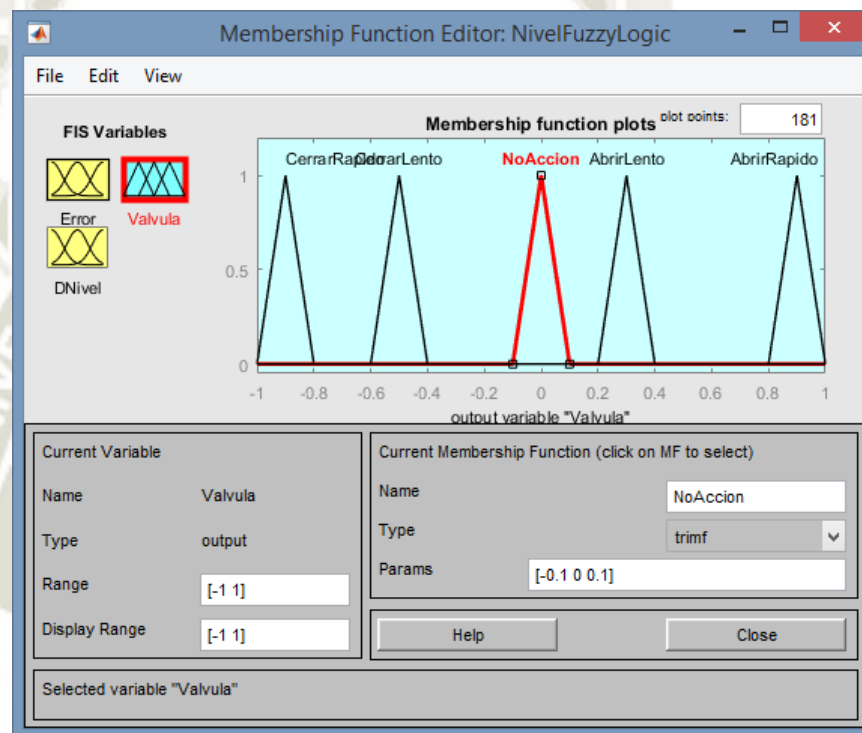 Membership Function Editor: NivelFuzzyLogic
File Edit View
FIS Variables
Membership function plots plot points: 181
CerrarRapido CerrarLento NoAccion AbrirLento AbrirRapido
Error Valvula
DNivel
1
0.5
0
-1 -0.8 -0.6 -0.4 -0.2 0 0.2 0.4 0.6 0.8 1
output variable "Valvula"
Current Variable
Name Valvula
Type output
Range [-1 1]
Display Range [-1 1]
Current Membership Function (click on MF to select)
Name NoAccion
Type trimf
Params [-0.1 0 0.1]
Help Close
Selected variable "Valvula"